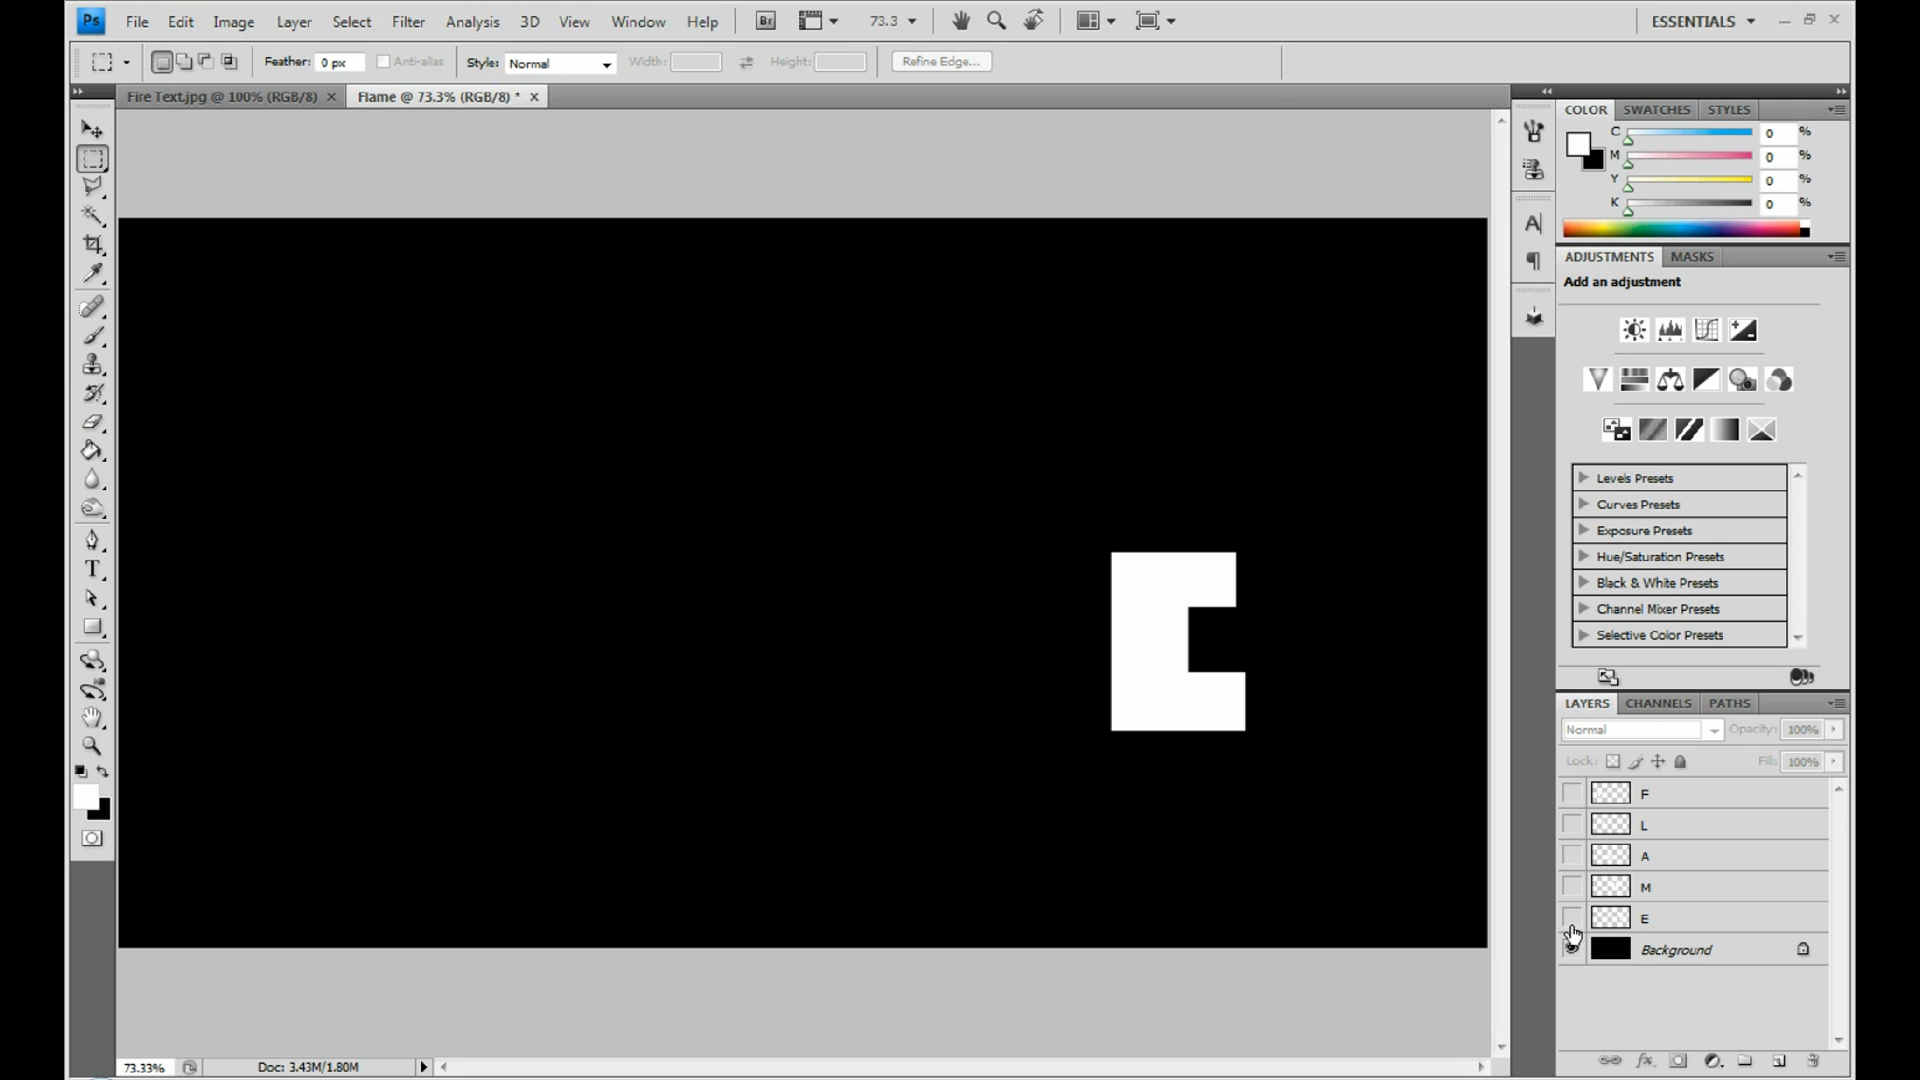 Ps File Edit Image Layer Select Filter Analysis 3D View Window Help Br 73.3 ESSENTIALS
Feather: 0 px Anti-alias Style: Normal Width: Height: Refine Edge...
Fire Text.jpg @ 100% (RGB/8) Flame @ 73.3% (RGB/8) *
COLOR SWATCHES STYLES
C 0 %
M 0 %
Y 0 %
K 0 %
ADJUSTMENTS MASKS
Add an adjustment
Levels Presets
Curves Presets
Exposure Presets
Hue/Saturation Presets
Black & White Presets
Channel Mixer Presets
Selective Color Presets
LAYERS CHANNELS PATHS
Normal Opacity: 100%
Lock: Fill: 100%
F
L
A
M
E
Background
73.33% Doc: 3.43M/1.80M